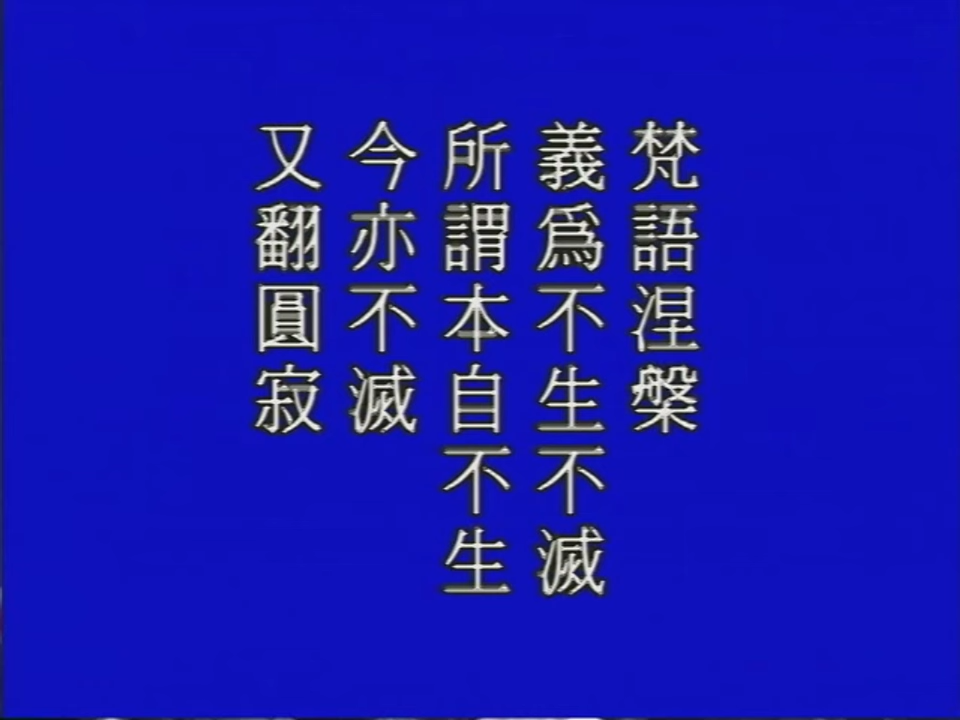 梵語涅槃
義爲不生不滅
所謂本自不生
今亦不滅
又翻圓寂